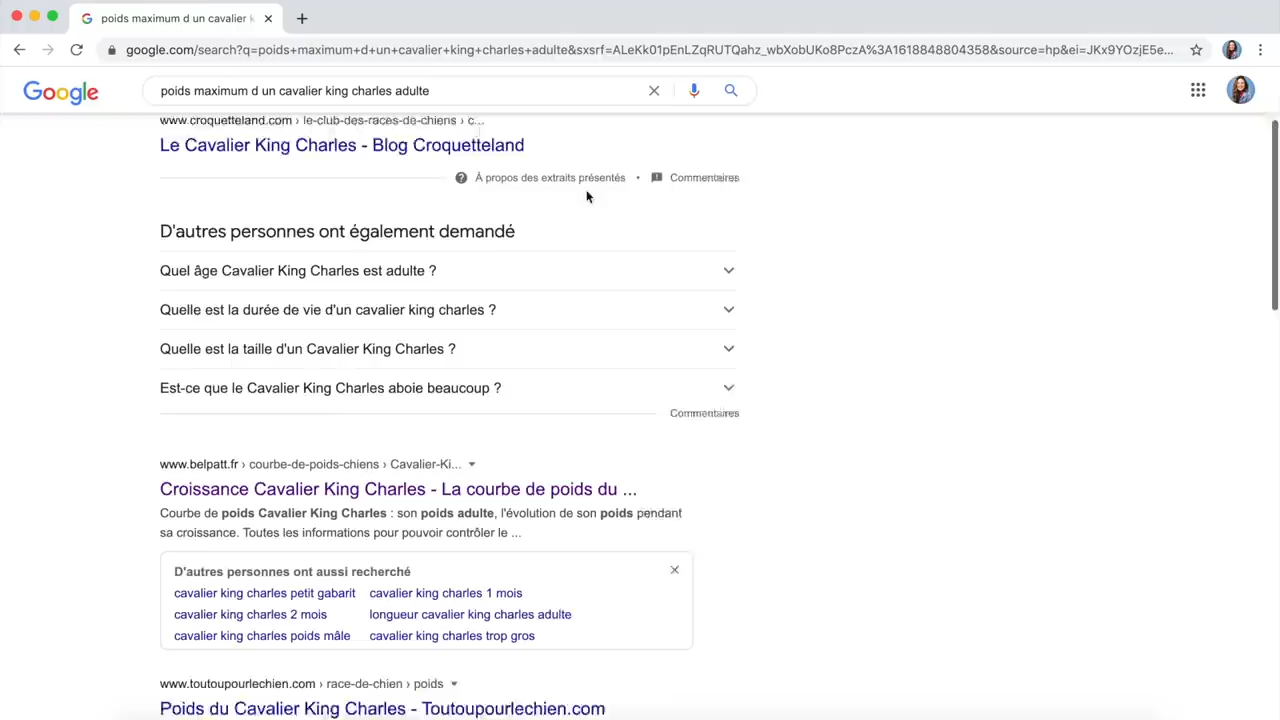 poids maximum d un cavalier k
google.com/search?q=poids+maximum+d+un+cavalier+king+charles+adulte&sxsrf=ALeKk01pEnLZqRUTQahz_wbXobUKo8PczA%3A1618848804358&source=hp&ei=JKx9YOzjE5e...
Google
poids maximum d un cavalier king charles adulte
www.croquetteland.com › le-club-des-races-de-chiens › c...
Le Cavalier King Charles - Blog Croquetteland
À propos des extraits présentés • Commentaires
D'autres personnes ont également demandé
Quel âge Cavalier King Charles est adulte ?
Quelle est la durée de vie d'un cavalier king charles ?
Quelle est la taille d'un Cavalier King Charles ?
Est-ce que le Cavalier King Charles aboie beaucoup ?
Commentaires
www.belpatt.fr › courbe-de-poids-chiens › Cavalier-Ki...
Croissance Cavalier King Charles - La courbe de poids du ...
Courbe de poids Cavalier King Charles : son poids adulte, l'évolution de son poids pendant
sa croissance. Toutes les informations pour pouvoir contrôler le ...
D'autres personnes ont aussi recherché
cavalier king charles petit gabarit cavalier king charles 1 mois
cavalier king charles 2 mois longueur cavalier king charles adulte
cavalier king charles poids mâle cavalier king charles trop gros
www.toutoupourlechien.com › race-de-chien › poids
Poids du Cavalier King Charles - Toutoupourlechien.com